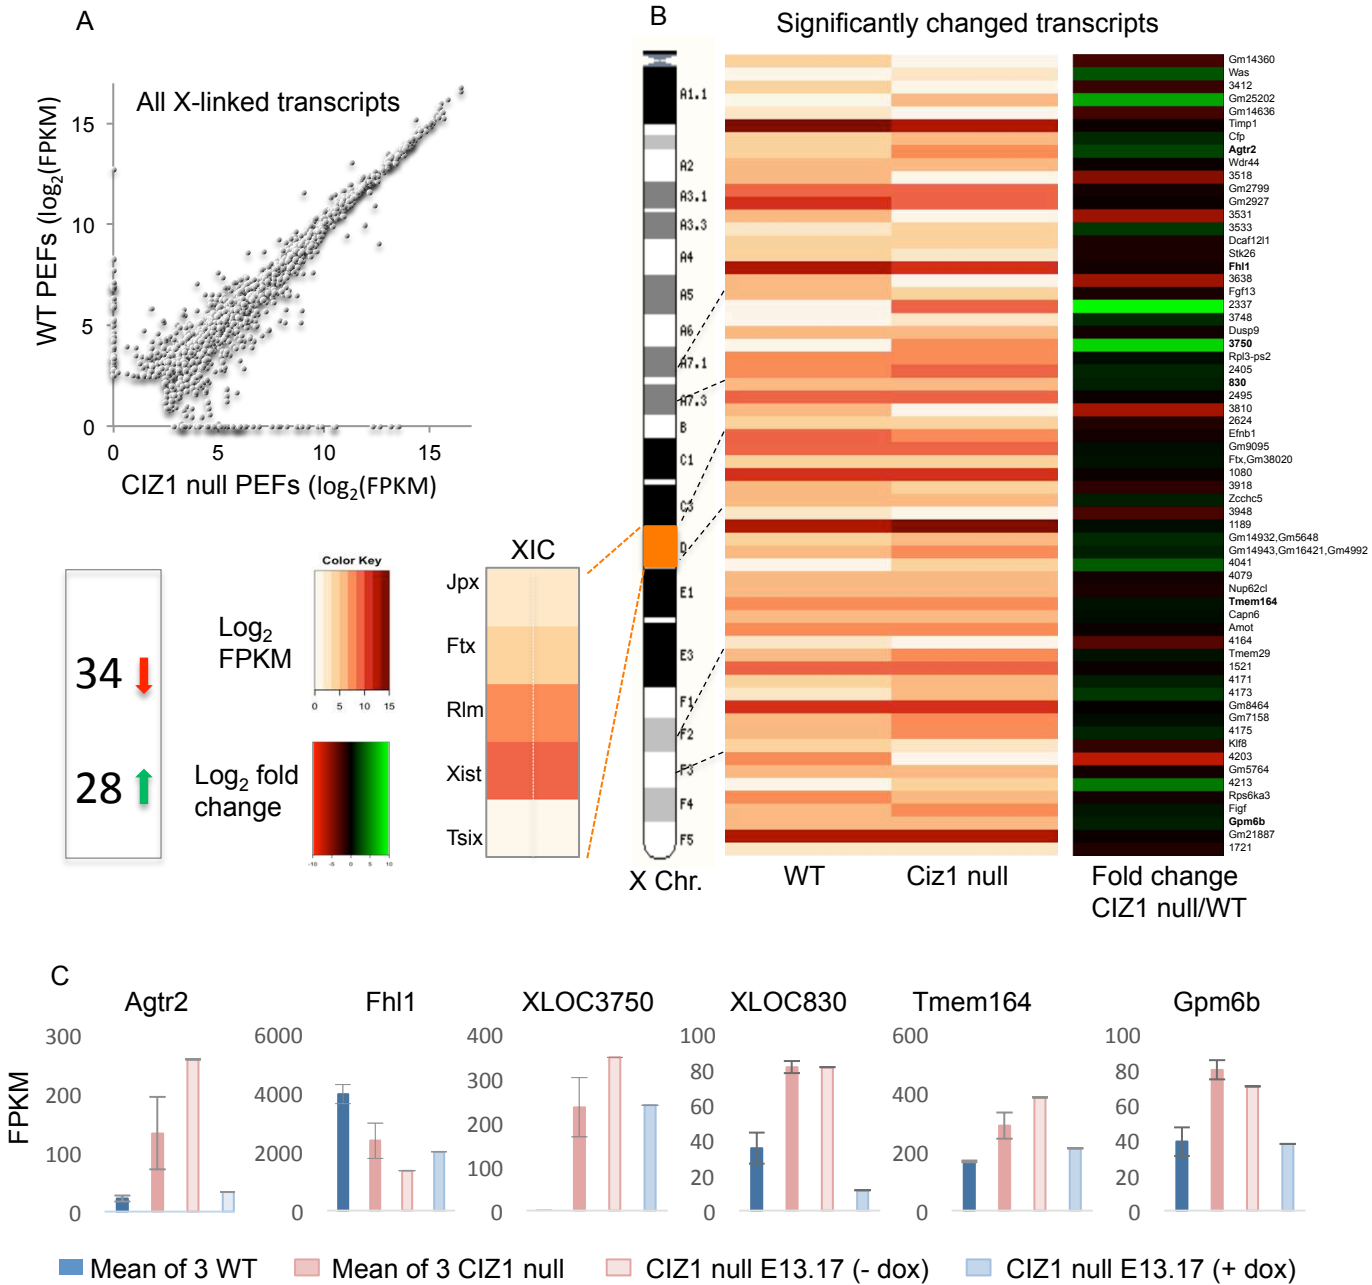 A
All X-linked transcripts
WT PEFs (log2(FPKM)
15
10
5
0
0
5
10
15
CIZ1 null PEFs (log2(FPKM)
34
28
Log2
FPKM
Color Key
0 5 10 15
Log2 fold
change
-10 -5 0 5 10
XIC
Jpx
Ftx
Rlm
Xist
Tsix
B
Significantly changed transcripts
A1.1
A2
A3.1
A3.3
A4
A5
A6
A7.1
A7.3
B
C1
C3
D
E1
E3
F1
F2
F3
F4
F5
X Chr.
Gm14360
Was
3412
Gm25202
Gm14636
Timp1
Cfp
Agtr2
Wdr44
3518
Gm2799
Gm2927
3531
3533
Dcaf12l1
Stk26
Fhl1
3638
Fgf13
2337
3748
Dusp9
3750
Rpl3-ps2
2405
830
2495
3810
2624
Efnb1
Gm9095
Ftx,Gm38020
1080
3918
Zcchc5
3948
1189
Gm14932,Gm5648
Gm14943,Gm16421,Gm4992
4041
4079
Nup62cl
Tmem164
Capn6
Amot
4164
Tmem29
1521
4171
4173
Gm8464
Gm7158
4175
Klf8
4203
Gm5764
4213
Rps6ka3
Figf
Gpm6b
Gm21887
1721
WT
Ciz1 null
Fold change
CIZ1 null/WT
C
FPKM
Agtr2
300
200
100
0
Fhl1
6000
4000
2000
0
XLOC3750
400
300
200
100
0
XLOC830
100
80
60
40
20
0
Tmem164
600
400
200
0
Gpm6b
100
80
60
40
20
0
Mean of 3 WT
Mean of 3 CIZ1 null
CIZ1 null E13.17 (- dox)
CIZ1 null E13.17 (+ dox)